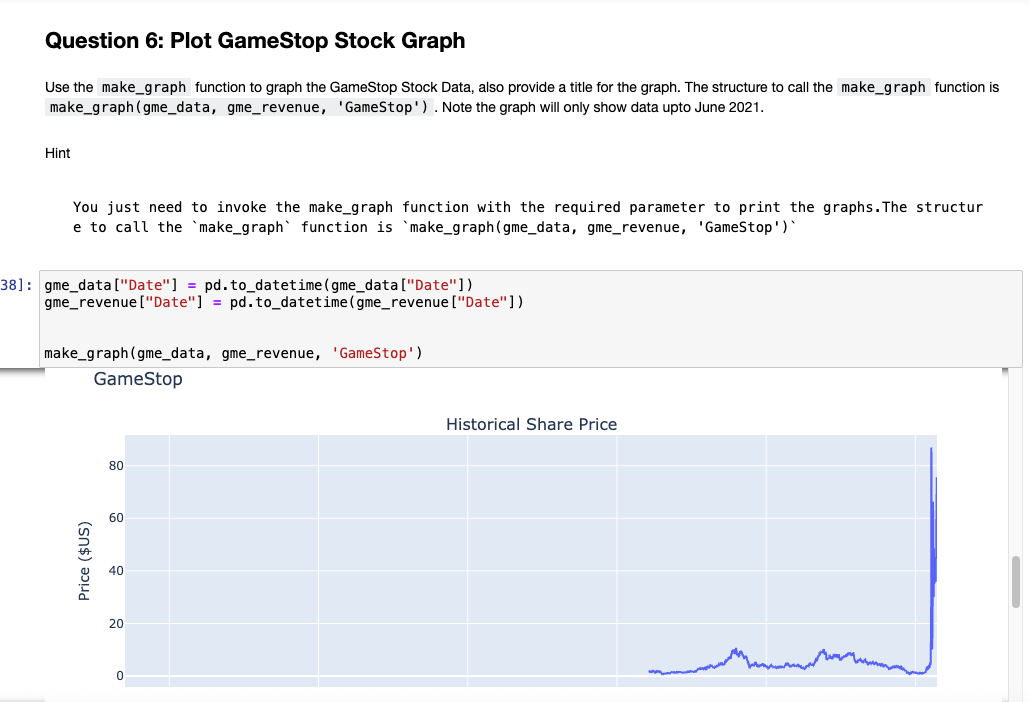 Question 6: Plot GameStop Stock Graph
Use the make_graph function to graph the GameStop Stock Data, also provide a title for the graph. The structure to call the make_graph function is
make_graph(gme_data, gme_revenue, 'GameStop') . Note the graph will only show data upto June 2021.
Hint
You just need to invoke the make_graph function with the required parameter to print the graphs.The structur
e to call the `make_graph` function is `make_graph(gme_data, gme_revenue, 'GameStop')`
38]: gme_data["Date"] = pd.to_datetime(gme_data["Date"])
gme_revenue["Date"] = pd.to_datetime(gme_revenue["Date"])
make_graph(gme_data, gme_revenue, 'GameStop')
GameStop
Historical Share Price
80
60
40
20
0
Price ($US)